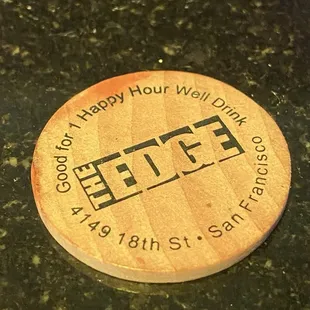 Good for 1 Happy Hour Well Drink
THE EDGE
4149 18th St • San Francisco